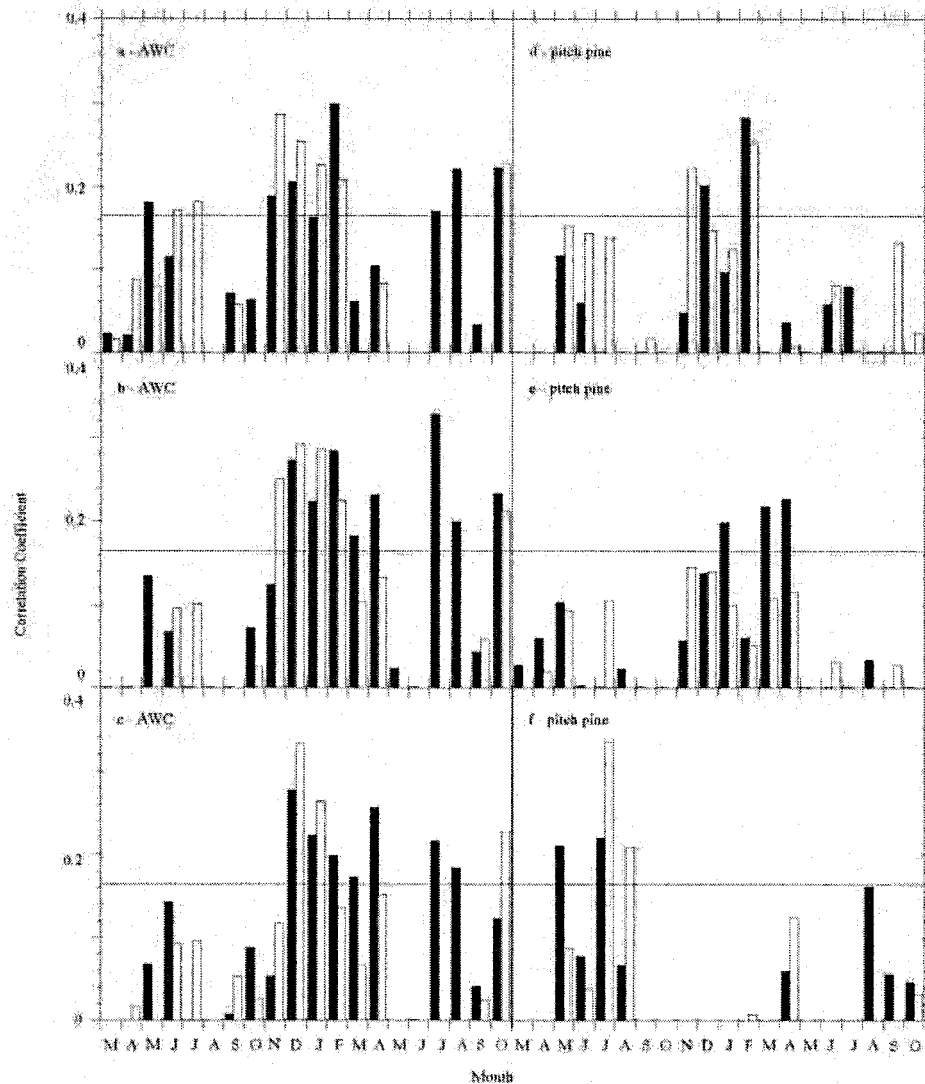 0.4
a - AWC
d - pitch pine
0.2
0
0.4
b - AWC
e - pitch pine
0.2
Correlation Coefficient
0
0.4
c - AWC
f - pitch pine
0.2
0
M A M J J A S O N D J F M A M J J A S O M A M J J A S O N D J F M A M J J A S O
Month